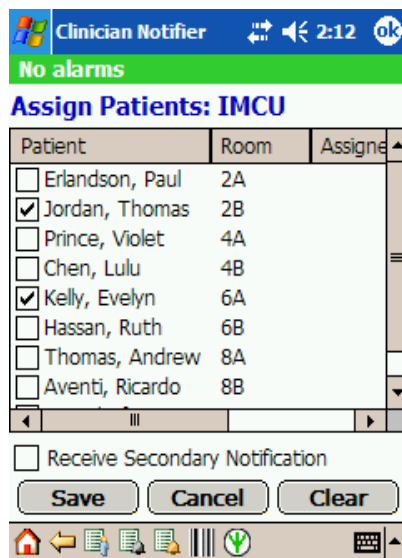 Clinician Notifier 2:12 ok
No alarms
Assign Patients: IMCU
Patient Room Assigne
Erlandson, Paul 2A
Jordan, Thomas 2B
Prince, Violet 4A
Chen, Lulu 4B
Kelly, Evelyn 6A
Hassan, Ruth 6B
Thomas, Andrew 8A
Aventi, Ricardo 8B
Receive Secondary Notification
Save Cancel Clear